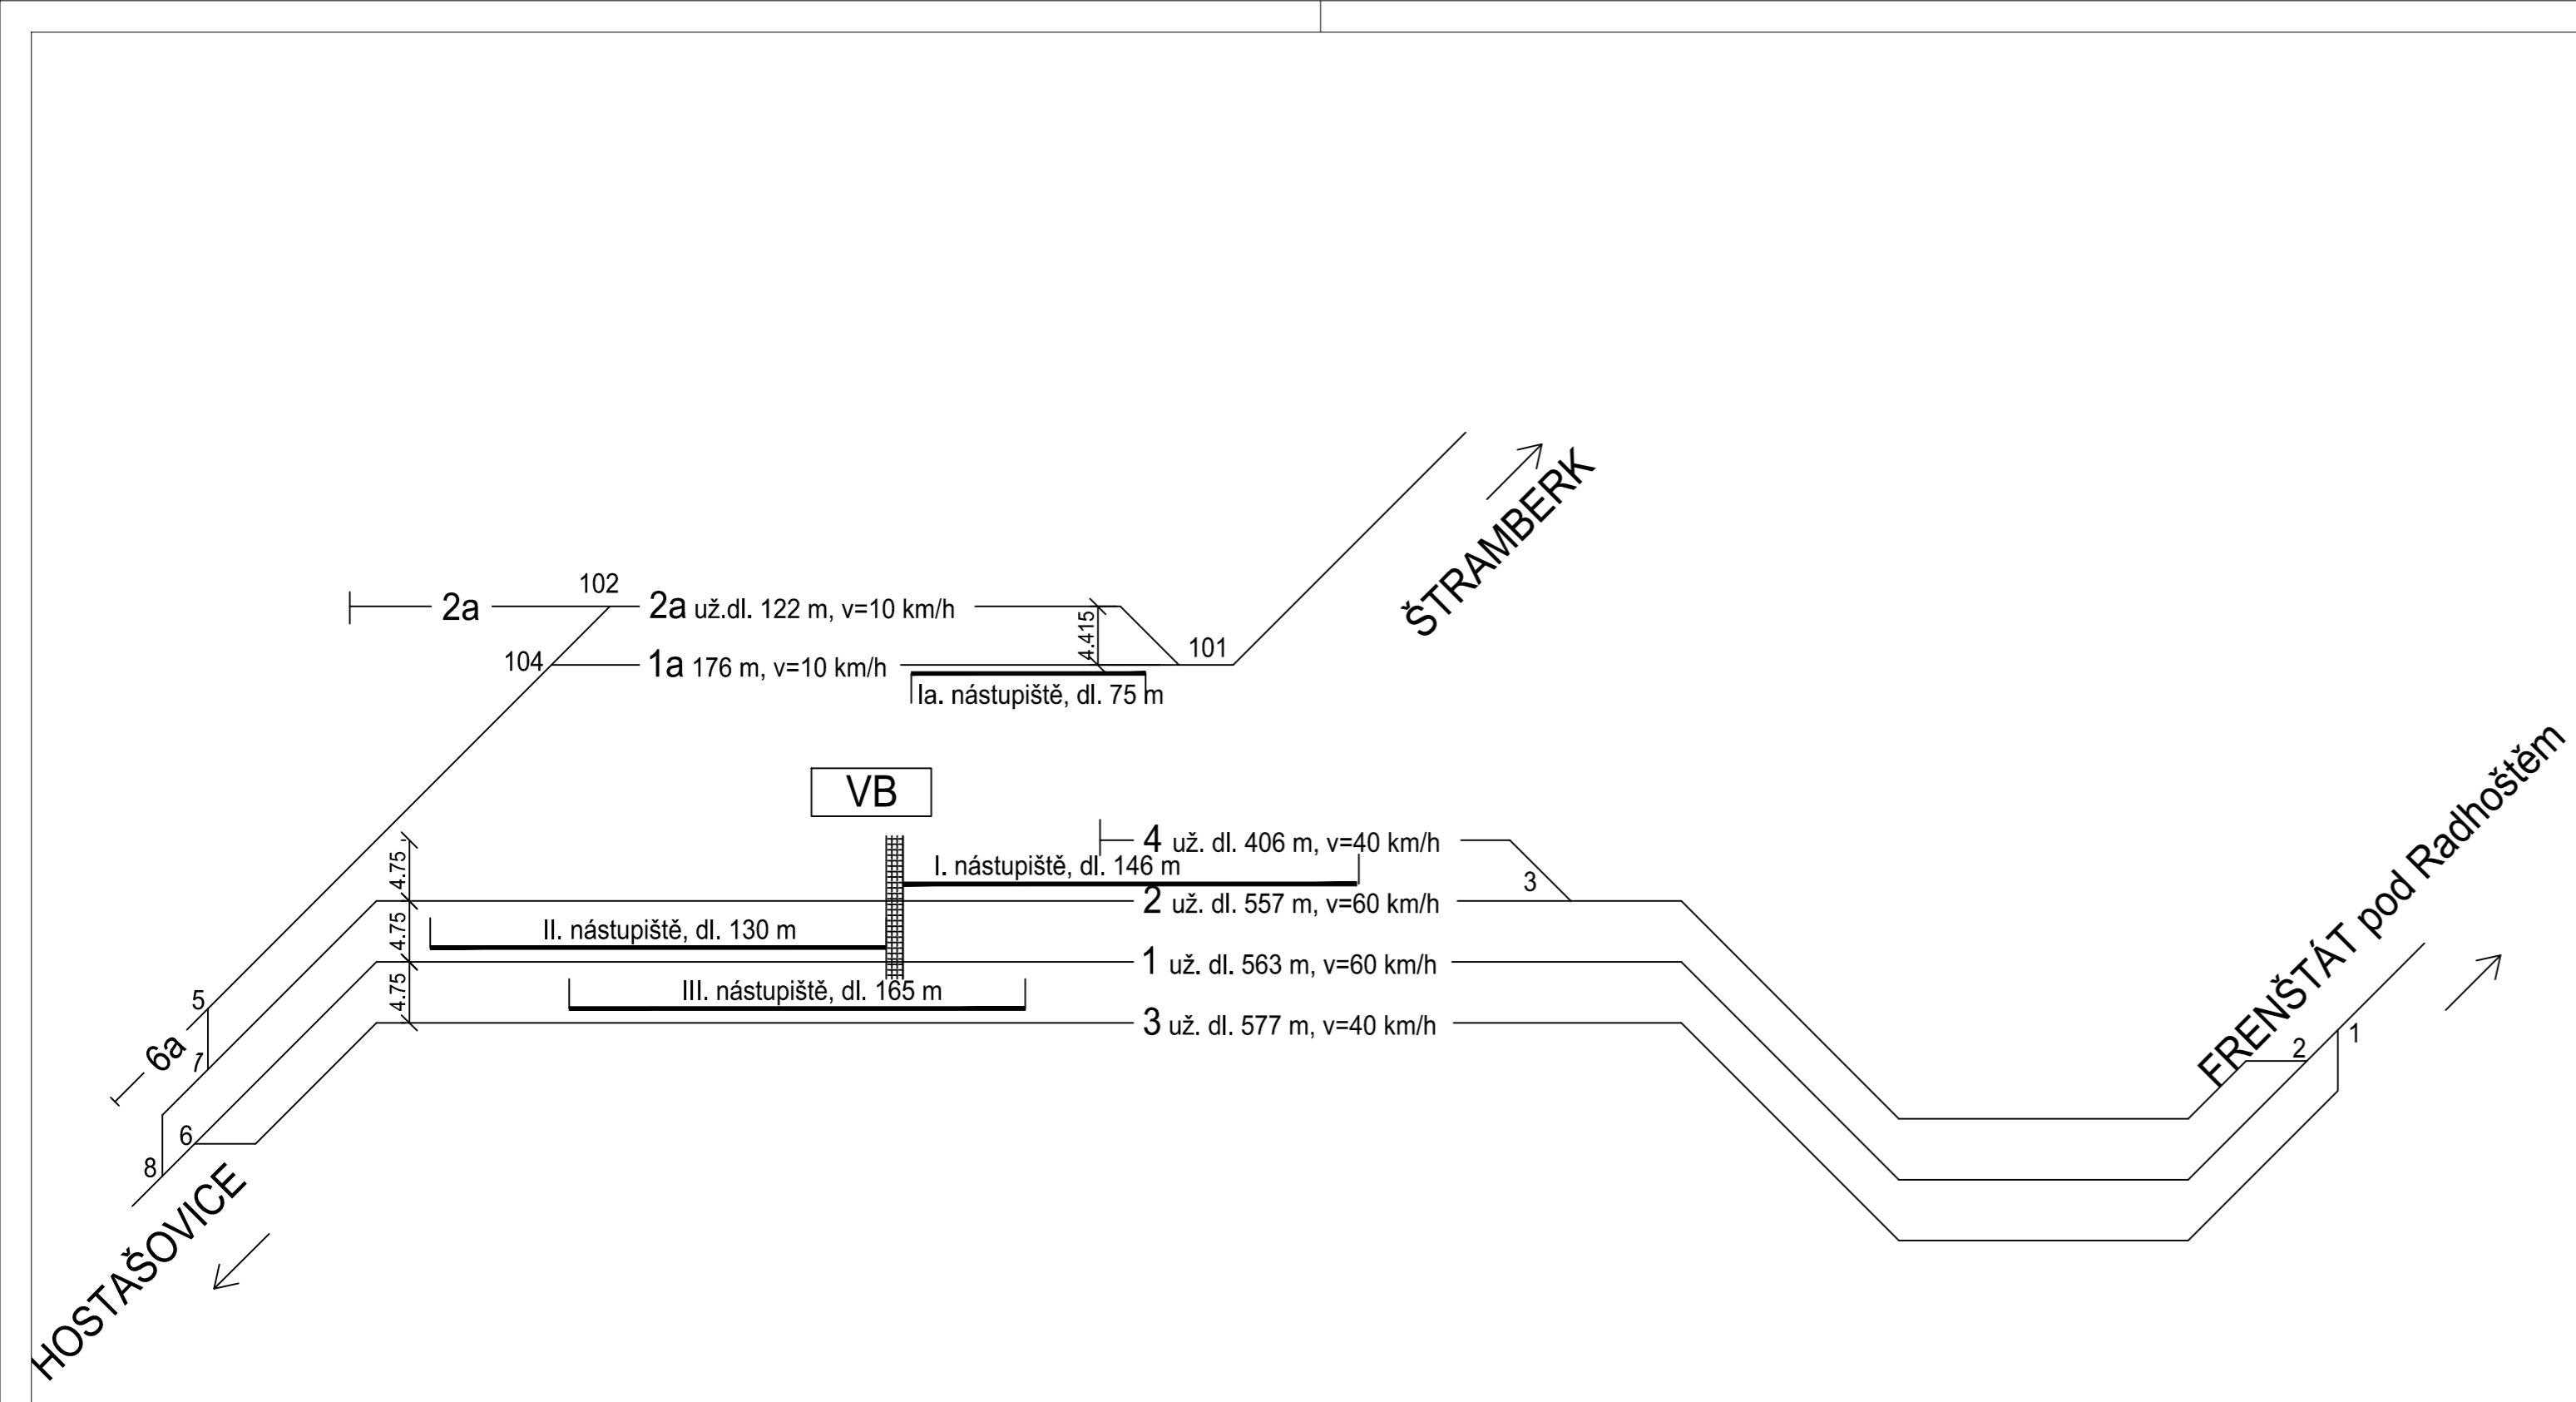 ŠTRAMBERK
102
2a
2a už.dl. 122 m, v=10 km/h
4.415
104
1a 176 m, v=10 km/h
101
Ia. nástupiště, dl. 75 m
VB
4 už. dl. 406 m, v=40 km/h
4.75
I. nástupiště, dl. 146 m
3
2 už. dl. 557 m, v=60 km/h
4.75
II. nástupiště, dl. 130 m
1 už. dl. 563 m, v=60 km/h
4.75
III. nástupiště, dl. 165 m
3 už. dl. 577 m, v=40 km/h
FRENŠTÁT pod Radhoštěm
5
6a
7
2
1
6
8
HOSTAŠOVICE